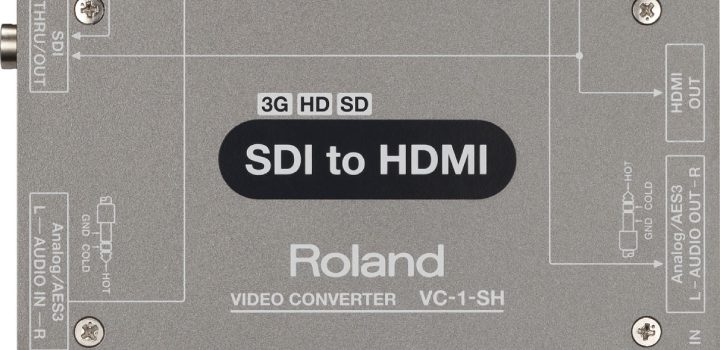 SDI
THRU/OUT
3G HD SD
SDI to HDMI
HDMI
OUT
Analog/AES3
L—AUDIO IN—R
GND COLD HOT
Analog/AES3
L–AUDIO OUT–R
GND COLD HOT
Roland
VIDEO CONVERTER VC-1-SH
IN